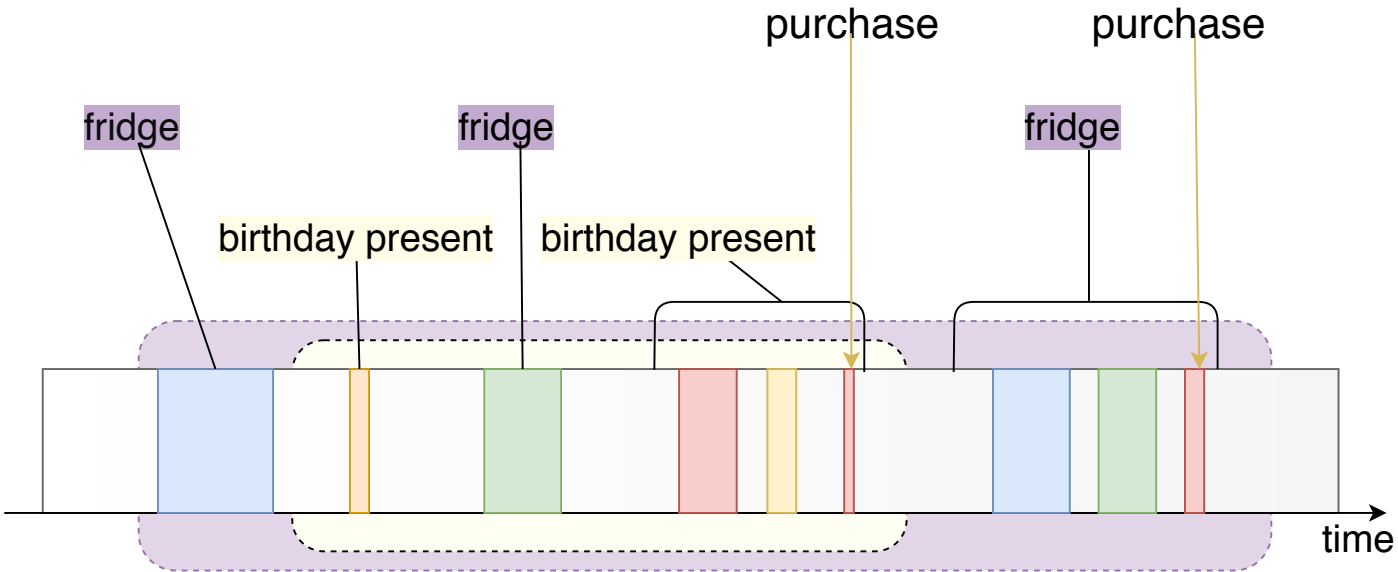 purchase
purchase
fridge
fridge
fridge
birthday present
birthday present
time